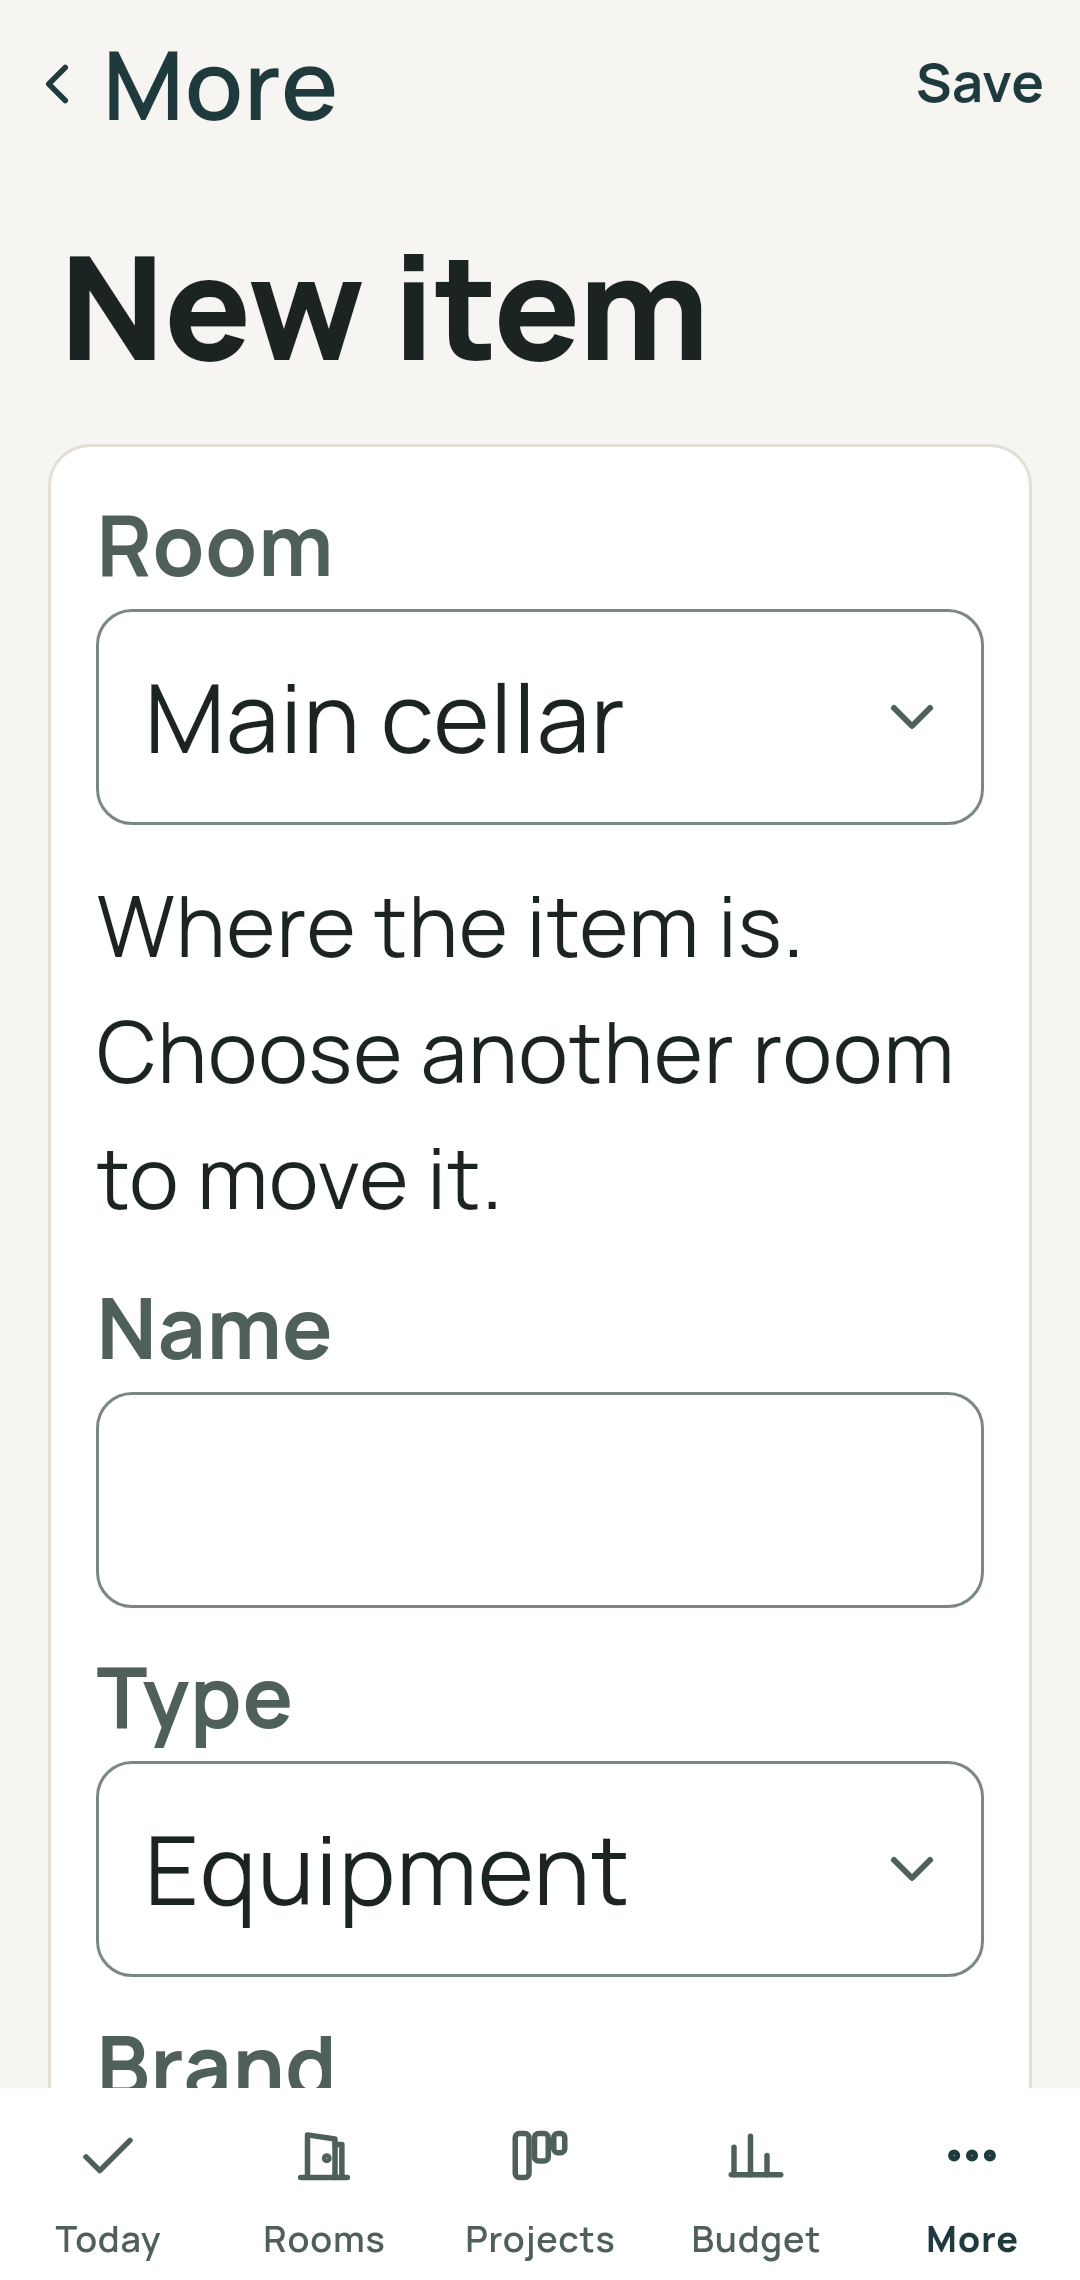 More
Save
New item
Room
Main cellar
Where the item is.
Choose another room
to move it.
Name
Type
Equipment
Brand
Today
Rooms
Projects
Budget
More